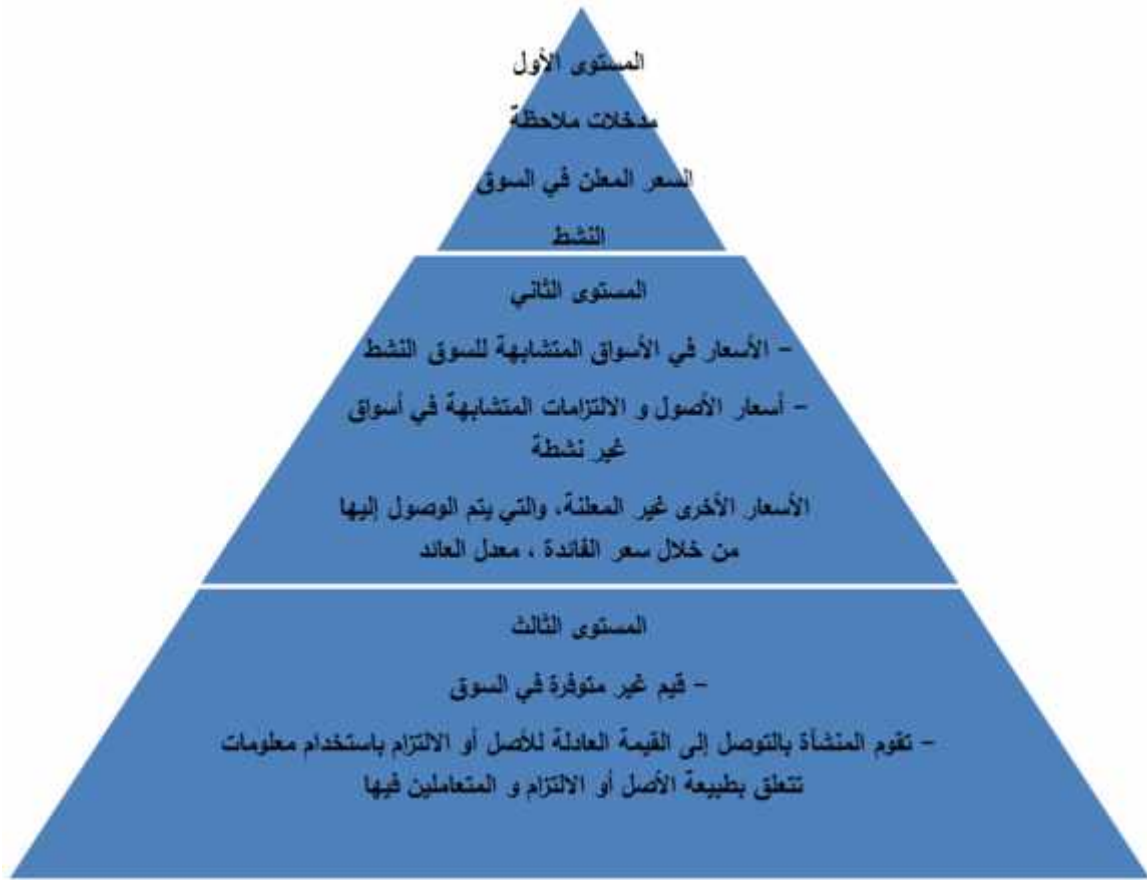 المستوى الأول
مدخلات ملاحظة
السعر المعلن في السوق
النشط
المستوى الثاني
- الأسعار في الأسواق المتشابهة للسوق النشط
- أسعار الأصول و الالتزامات المتشابهة في أسواق
غير نشطة
الأسعار الأخرى غير المعلنة، والتي يتم الوصول إليها
من خلال سعر الفائدة ، معدل العائد
المستوى الثالث
- قيم غير متوفرة في السوق
- تقوم المنشأة بالتوصل إلى القيمة العادلة للأصل أو الالتزام باستخدام معلومات
تتعلق بطبيعة الأصل أو الالتزام و المتعاملين فيها